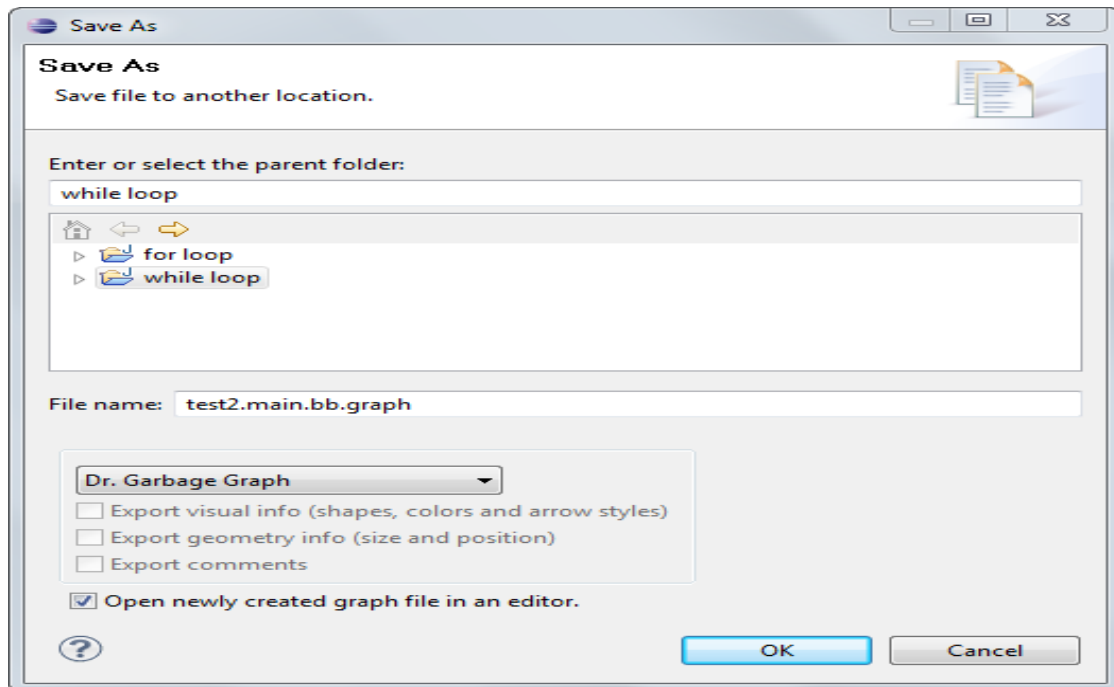 Save As
Save As
Save file to another location.
Enter or select the parent folder:
while loop
for loop
while loop
File name: test2.main.bb.graph
Dr. Garbage Graph
Export visual info (shapes, colors and arrow styles)
Export geometry info (size and position)
Export comments
Open newly created graph file in an editor.
? OK Cancel